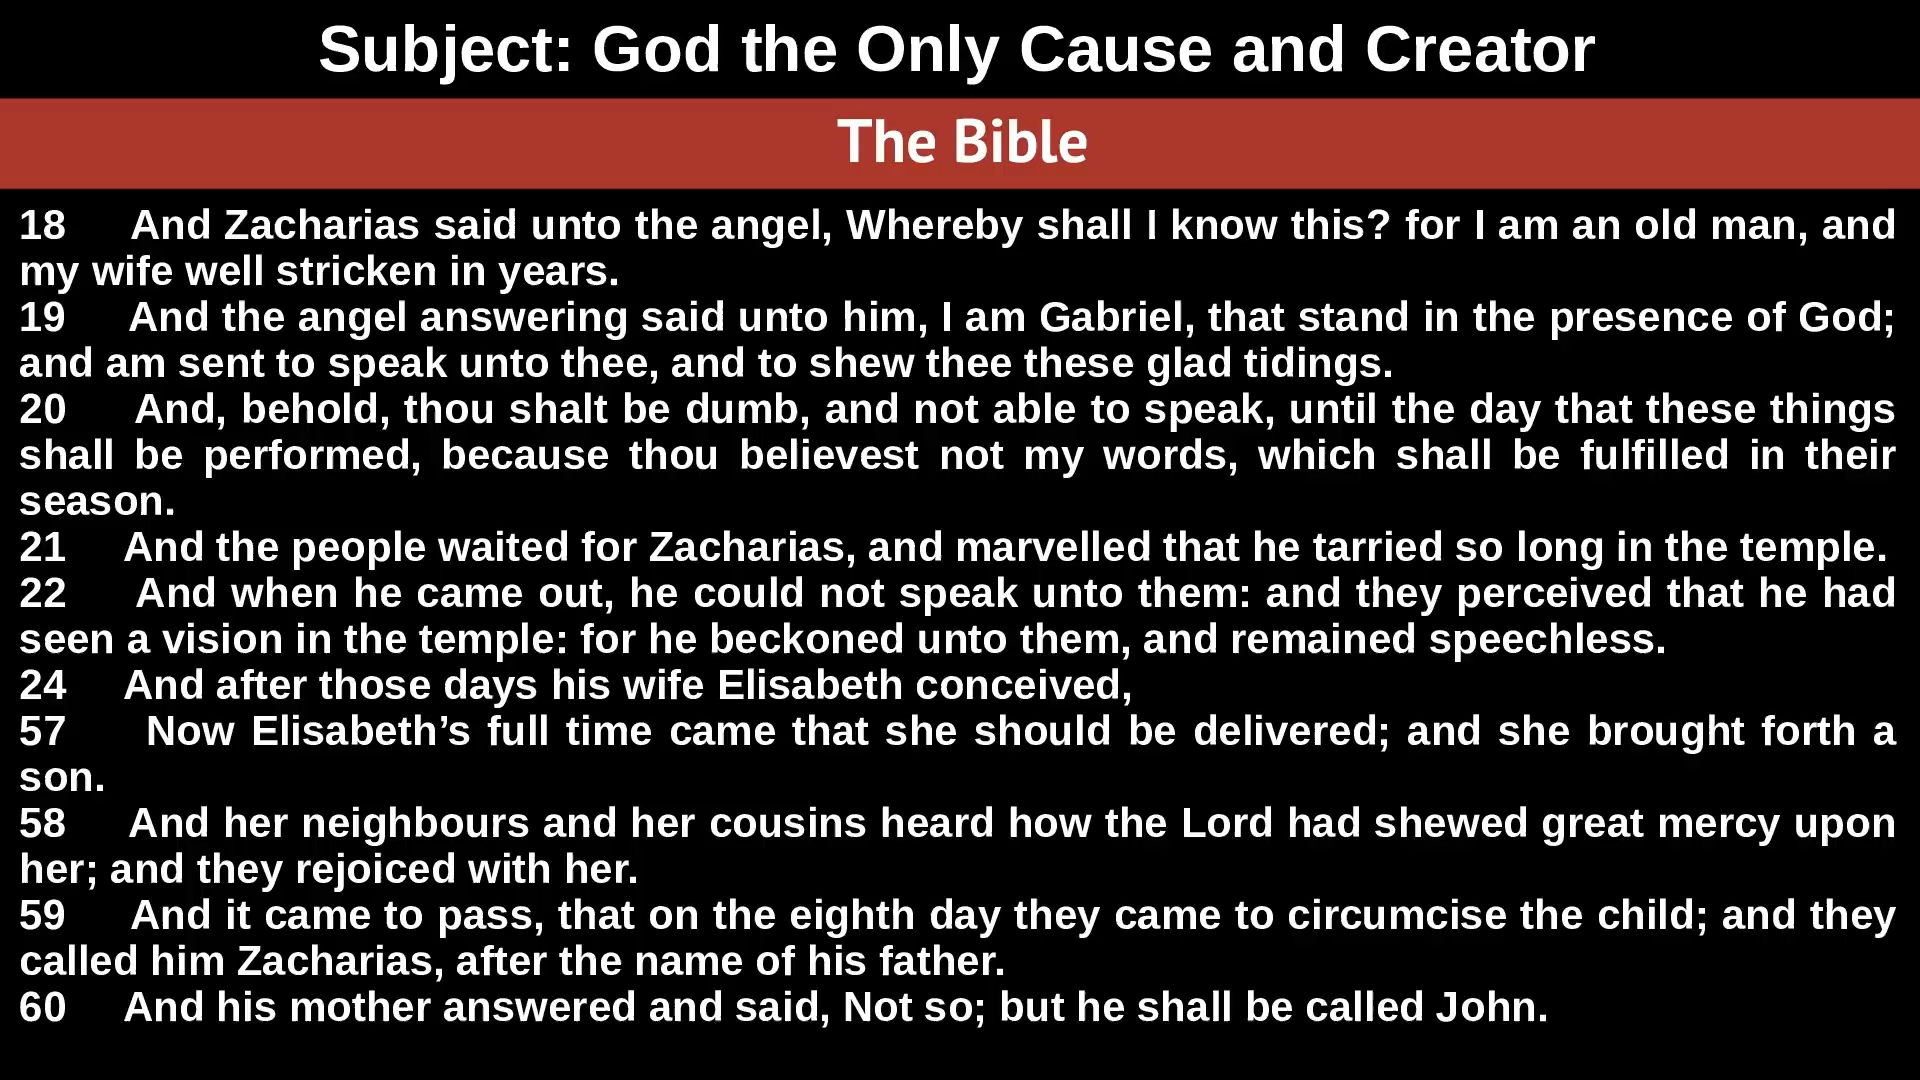 Subject: God the Only Cause and Creator
The Bible
18 And Zacharias said unto the angel, Whereby shall I know this? for I am an old man, and
my wife well stricken in years.
19 And the angel answering said unto him, I am Gabriel, that stand in the presence of God;
and am sent to speak unto thee, and to shew thee these glad tidings.
20 And, behold, thou shalt be dumb, and not able to speak, until the day that these things
shall be performed, because thou believest not my words, which shall be fulfilled in their
season.
21 And the people waited for Zacharias, and marvelled that he tarried so long in the temple.
22 And when he came out, he could not speak unto them: and they perceived that he had
seen a vision in the temple: for he beckoned unto them, and remained speechless.
24 And after those days his wife Elisabeth conceived,
57 Now Elisabeth’s full time came that she should be delivered; and she brought forth a
son.
58 And her neighbours and her cousins heard how the Lord had shewed great mercy upon
her; and they rejoiced with her.
59 And it came to pass, that on the eighth day they came to circumcise the child; and they
called him Zacharias, after the name of his father.
60 And his mother answered and said, Not so; but he shall be called John.